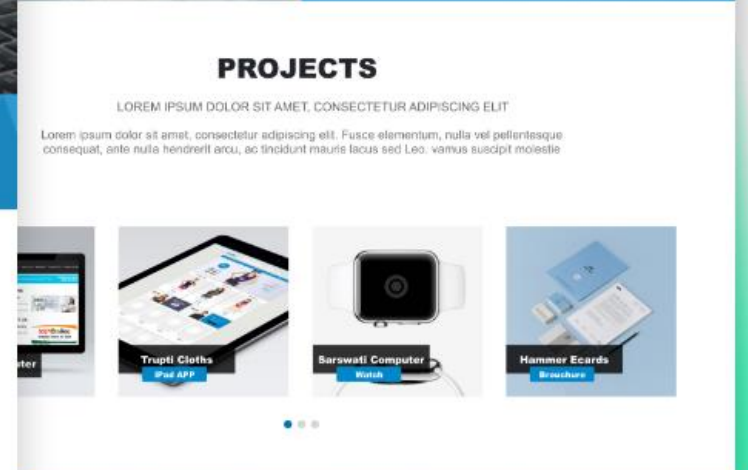 PROJECTS
LOREM IPSUM DOLOR SIT AMET, CONSECTETUR ADIPISCING ELIT
Lorem ipsum dolor sit amet, consectetur adipiscing elit. Fusce elementum, nulla vel pellentesque
consequat, ante nulla hendrerit arcu, ac tincidunt mauris lacus sed Leo. vamus suscipit molestie
Trupti Cloths
iPad APP
Sarswati Computer
Watch
Hammer Ecards
Brouchure